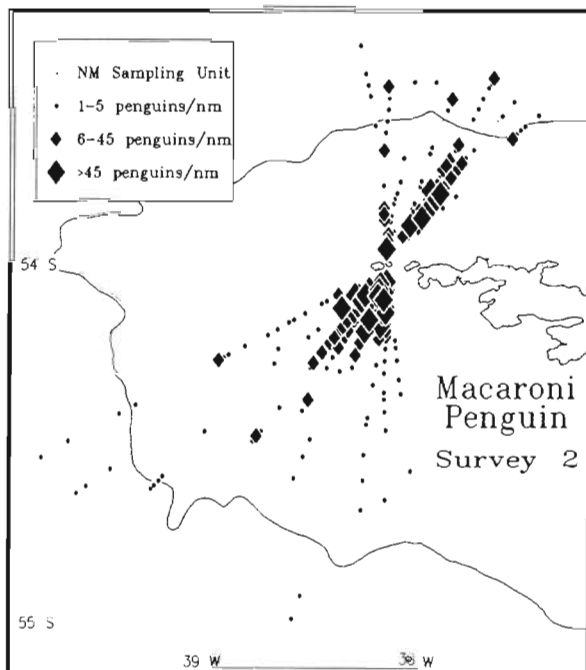 NM Sampling Unit
1-5 penguins/nm
6-45 penguins/nm
>45 penguins/nm
54 S
Macaroni
Penguin
Survey 2
55 S
39 W
38 W